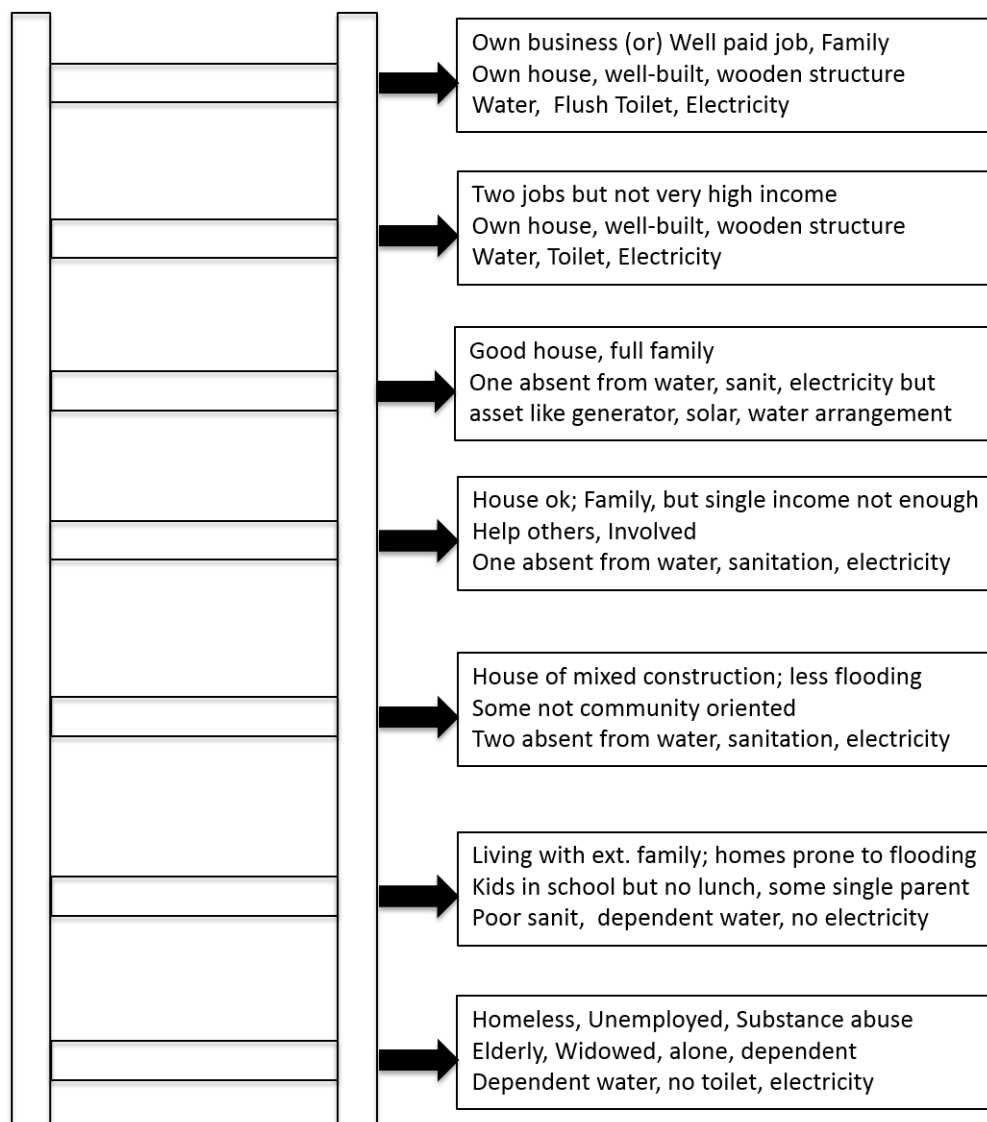 Own business (or) Well paid job, Family
Own house, well-built, wooden structure
Water, Flush Toilet, Electricity
Two jobs but not very high income
Own house, well-built, wooden structure
Water, Toilet, Electricity
Good house, full family
One absent from water, sanit, electricity but
asset like generator, solar, water arrangement
House ok; Family, but single income not enough
Help others, Involved
One absent from water, sanitation, electricity
House of mixed construction; less flooding
Some not community oriented
Two absent from water, sanitation, electricity
Living with ext. family; homes prone to flooding
Kids in school but no lunch, some single parent
Poor sanit, dependent water, no electricity
Homeless, Unemployed, Substance abuse
Elderly, Widowed, alone, dependent
Dependent water, no toilet, electricity